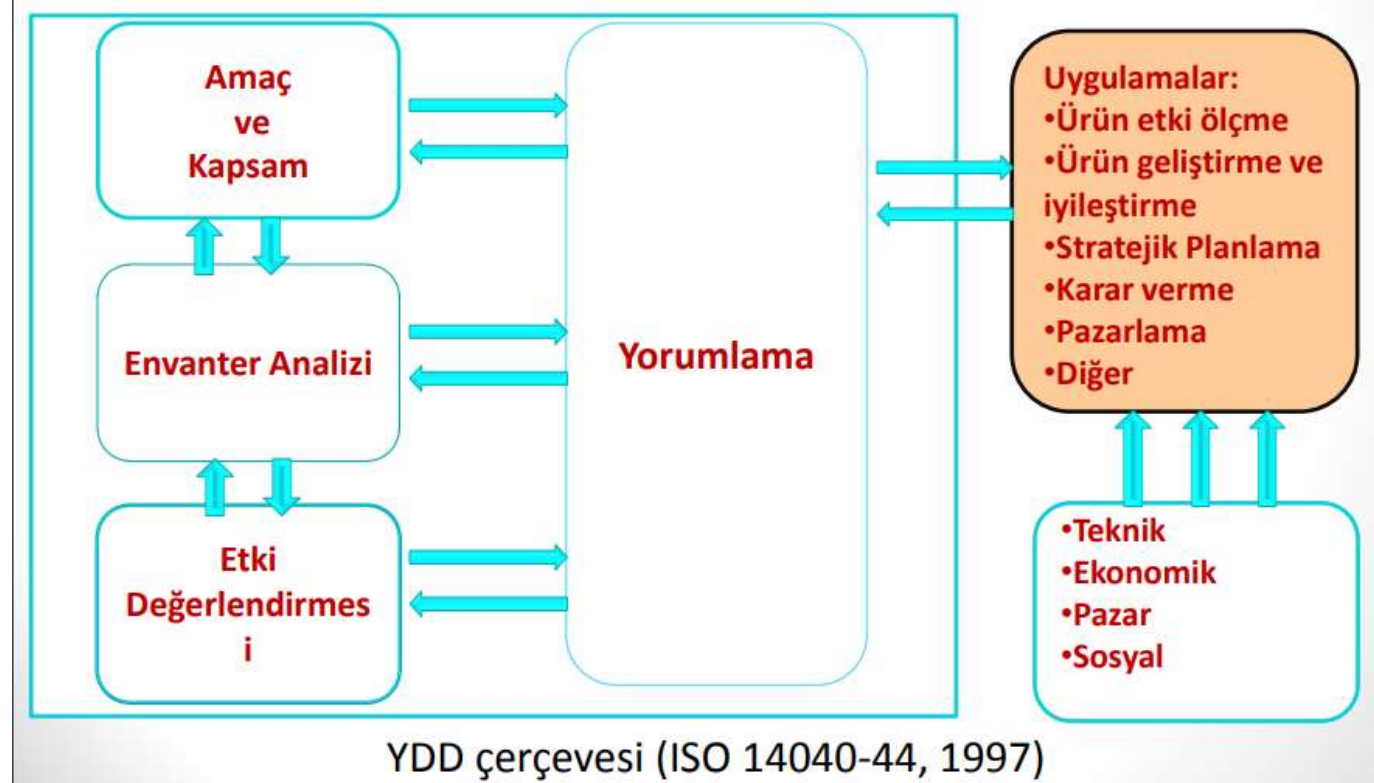 Amaç
ve
Kapsam
Envanter Analizi
Etki
Değerlendirmes
i
Yorumlama
Uygulamalar:
•Ürün etki ölçme
•Ürün geliştirme ve
iyileştirme
•Stratejik Planlama
•Karar verme
•Pazarlama
•Diğer
•Teknik
•Ekonomik
•Pazar
•Sosyal
YDD çerçevesi (ISO 14040-44, 1997)